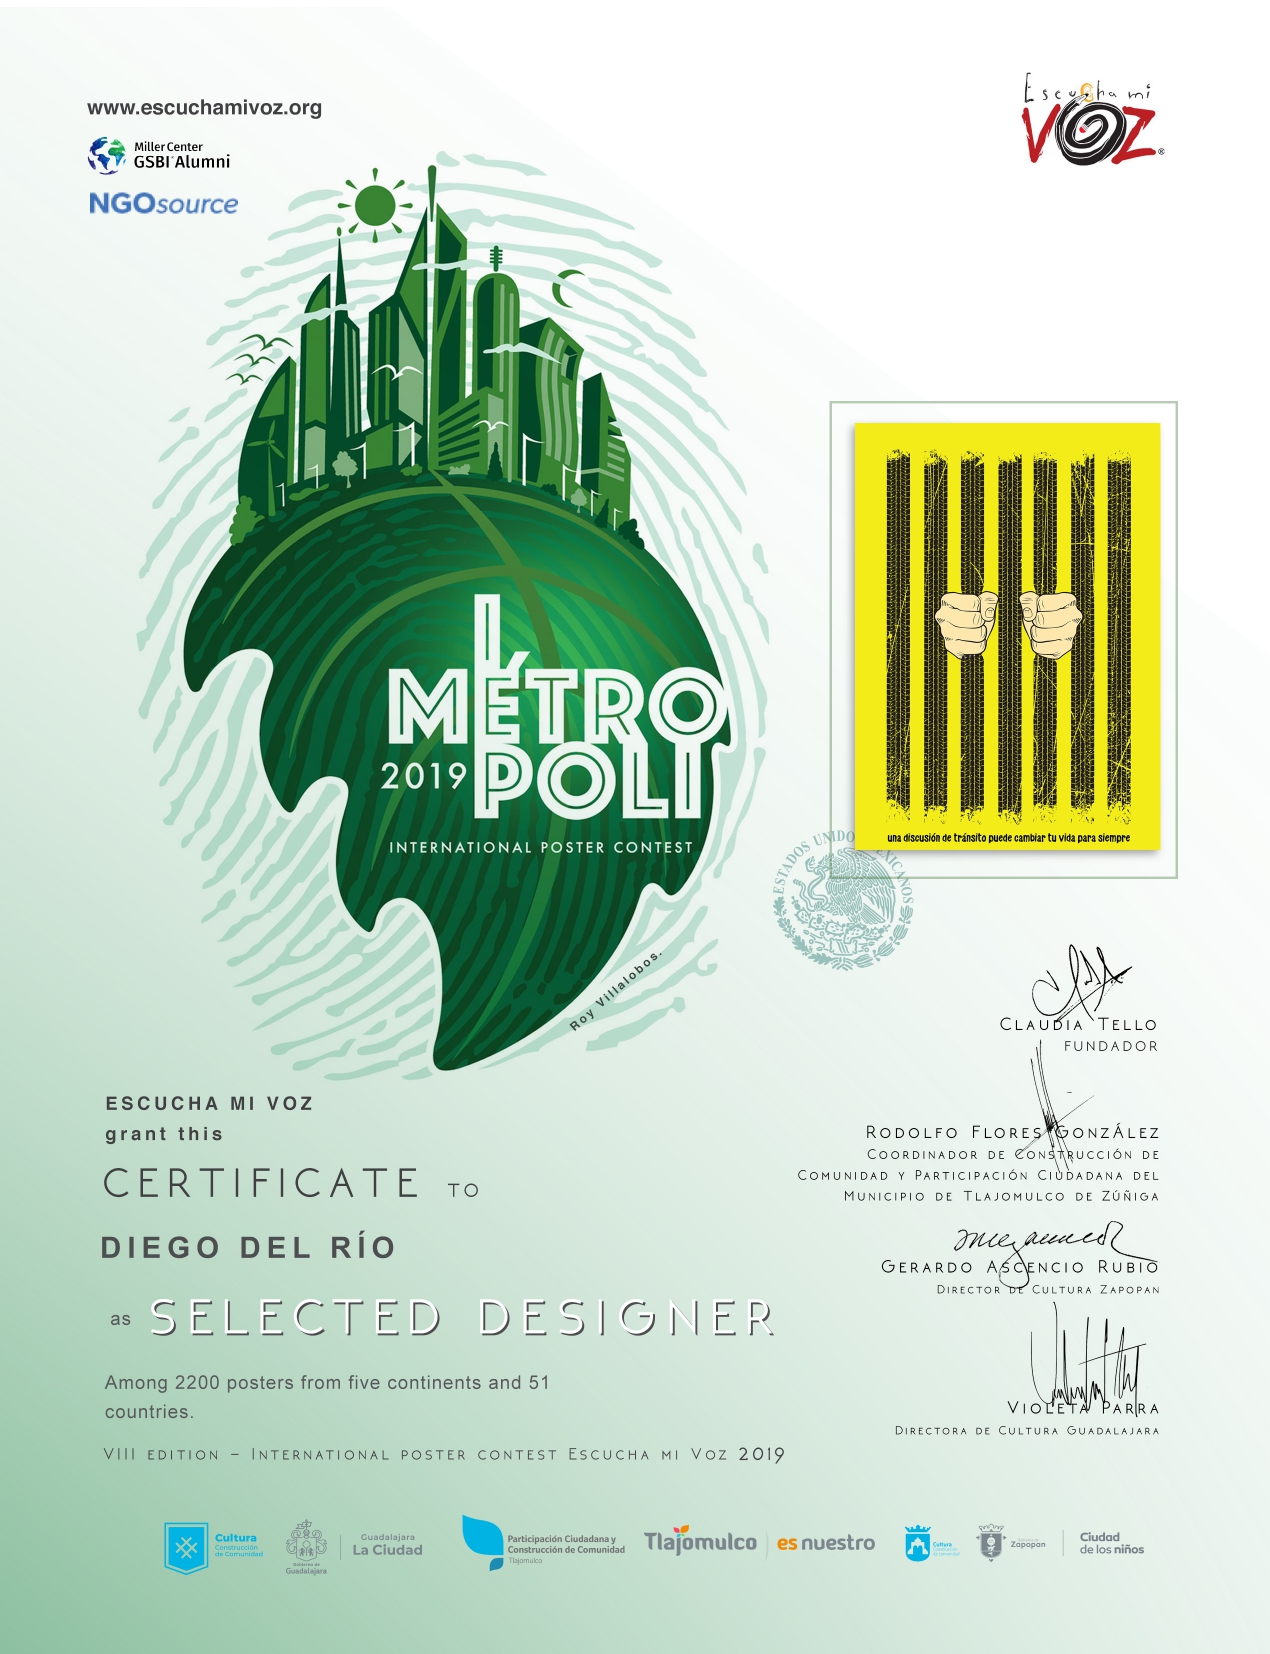 www.escuchamivoz.org
Escucha mi
VOZ®
Miller Center
GSBI Alumni
NGOsource
I,
MÉTRO
2019 POLI
INTERNATIONAL POSTER CONTEST
Roy Villalobos.
una discusión de tránsito puede cambiar tu vida para siempre
ESTADOS UNIDOS MEXICANOS
Claudia Tello
FUNDADOR
Rodolfo Flores GonzÁlez
Coordinador de Construcción de
Comunidad y Participación Ciudadana del
Municipio de Tlajomulco de Zúñiga
Gerardo Ascencio Rubio
Director de Cultura Zapopan
Violeta Parra
Directora de Cultura Guadalajara
ESCUCHA MI VOZ
grant this
CERTIFICATE TO
DIEGO DEL RÍO
as SELECTED DESIGNER
Among 2200 posters from five continents and 51
countries.
VIII edition – International poster contest Escucha mi Voz 2019
Cultura
Construcción
de Comunidad
Gobierno de
Guadalajara
Guadalajara
La Ciudad
Participación Ciudadana y
Construcción de Comunidad
Tlajomulco
Tlajomulco
es nuestro
Cultura
Zapopan
Ciudad
de los niños